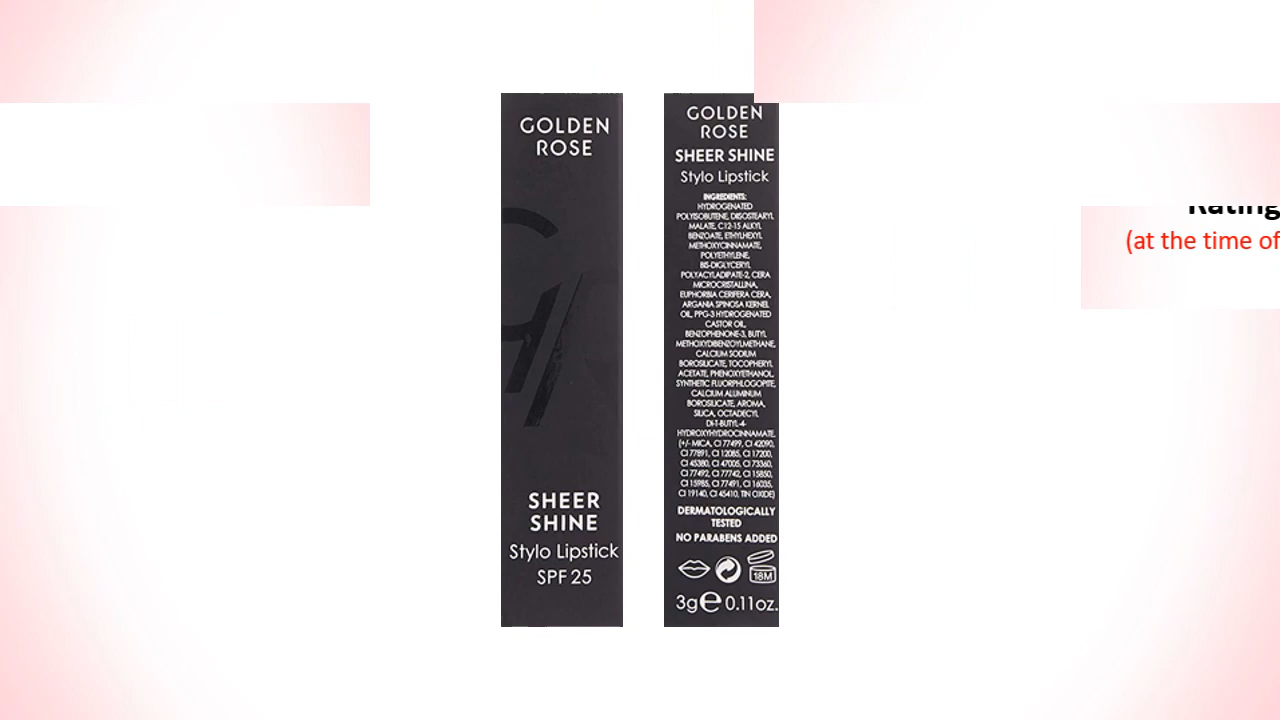 GOLDEN
ROSE
SHEER
SHINE
Stylo Lipstick
SPF 25
GOLDEN
ROSE
SHEER SHINE
Stylo Lipstick
INGREDIENTS:
HYDROGENATED
POLYISOBUTENE, DIISOSTEARYL
MALATE, C12-15 ALKYL
BENZOATE, ETHYLHEXYL
METHOXYCINNAMATE,
POLYETHYLENE,
BIS-DIGLYCERYL
POLYACYLADIPATE-2, CERA
MICROCRISTALLINA,
EUPHORBIA CERIFERA CERA,
ARGANIA SPINOSA KERNEL
OIL, PPG-3 HYDROGENATED
CASTOR OIL,
BENZOPHENONE-3, BUTYL
METHOXYDIBENZOYLMETHANE,
CALCIUM SODIUM
BOROSILICATE, TOCOPHERYL
ACETATE, PHENOXYETHANOL,
SYNTHETIC FLUORPHLOGOPITE,
CALCIUM ALUMINUM
BOROSILICATE, AROMA,
SILICA, OCTADECYL
DI-T-BUTYL-4-
HYDROXYHYDROCINNAMATE,
(+/- MICA, CI 77499, CI 42090,
CI 77891, CI 12085, CI 17200,
CI 45380, CI 47005, CI 73360,
CI 77492, CI 77742, CI 15850,
CI 15985, CI 77491, CI 16035,
CI 19140, CI 45410, TIN OXIDE)
DERMATOLOGICALLY
TESTED
NO PARABENS ADDED
18M
3g e 0.11oz.
Rating
(at the time of